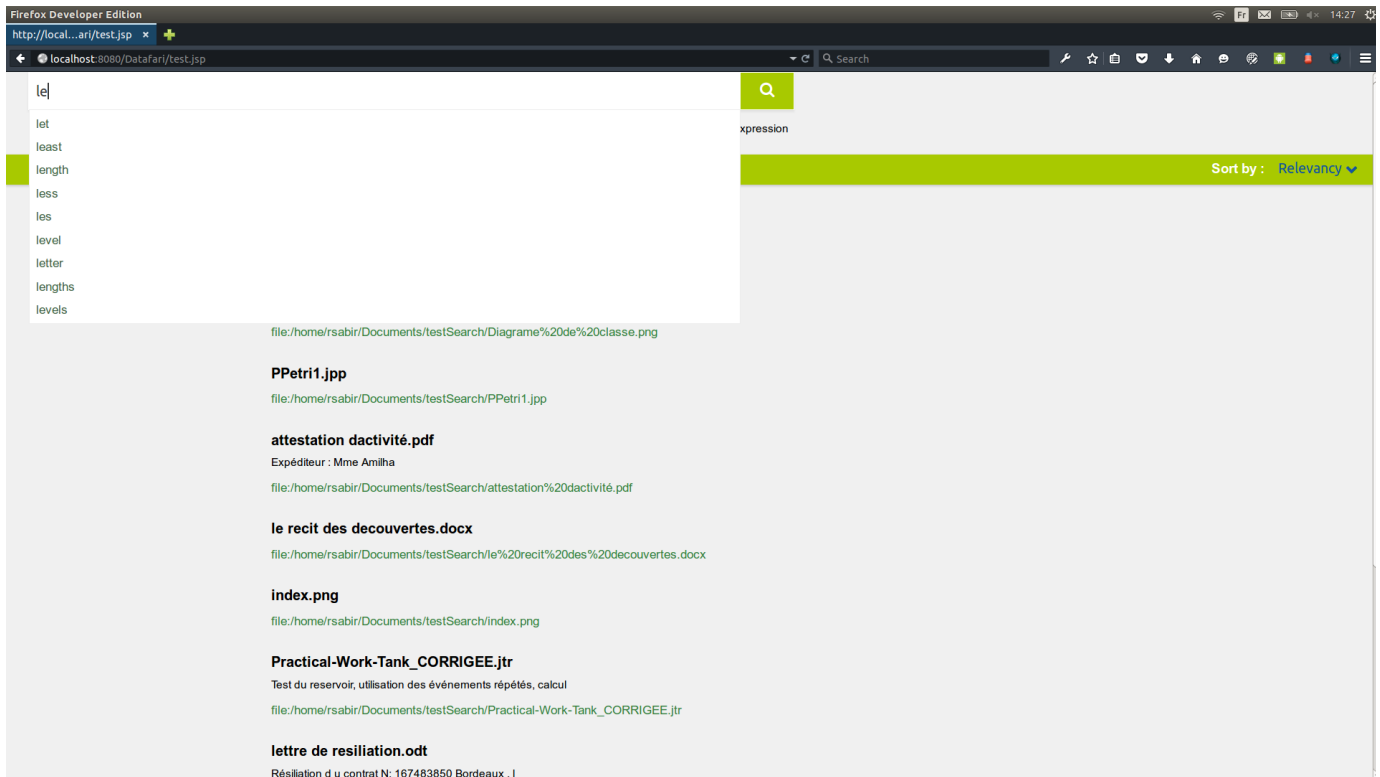 Firefox Developer Edition
Fr 14:27
http://local...ari/test.jsp ×
localhost:8080/Datafari/test.jsp Search
le
let
xpression
least
length
Sort by : Relevancy
less
les
level
letter
lengths
levels
file:/home/rsabir/Documents/testSearch/Diagrame%20de%20classe.png
PPetri1.jpp
file:/home/rsabir/Documents/testSearch/PPetri1.jpp
attestation dactivité.pdf
Expéditeur : Mme Amilha
file:/home/rsabir/Documents/testSearch/attestation%20dactivité.pdf
le recit des decouvertes.docx
file:/home/rsabir/Documents/testSearch/le%20recit%20des%20decouvertes.docx
index.png
file:/home/rsabir/Documents/testSearch/index.png
Practical-Work-Tank_CORRIGEE.jtr
Test du reservoir, utilisation des événements répétés, calcul
file:/home/rsabir/Documents/testSearch/Practical-Work-Tank_CORRIGEE.jtr
lettre de resiliation.odt
Résiliation d u contrat N: 167483850 Bordeaux , l